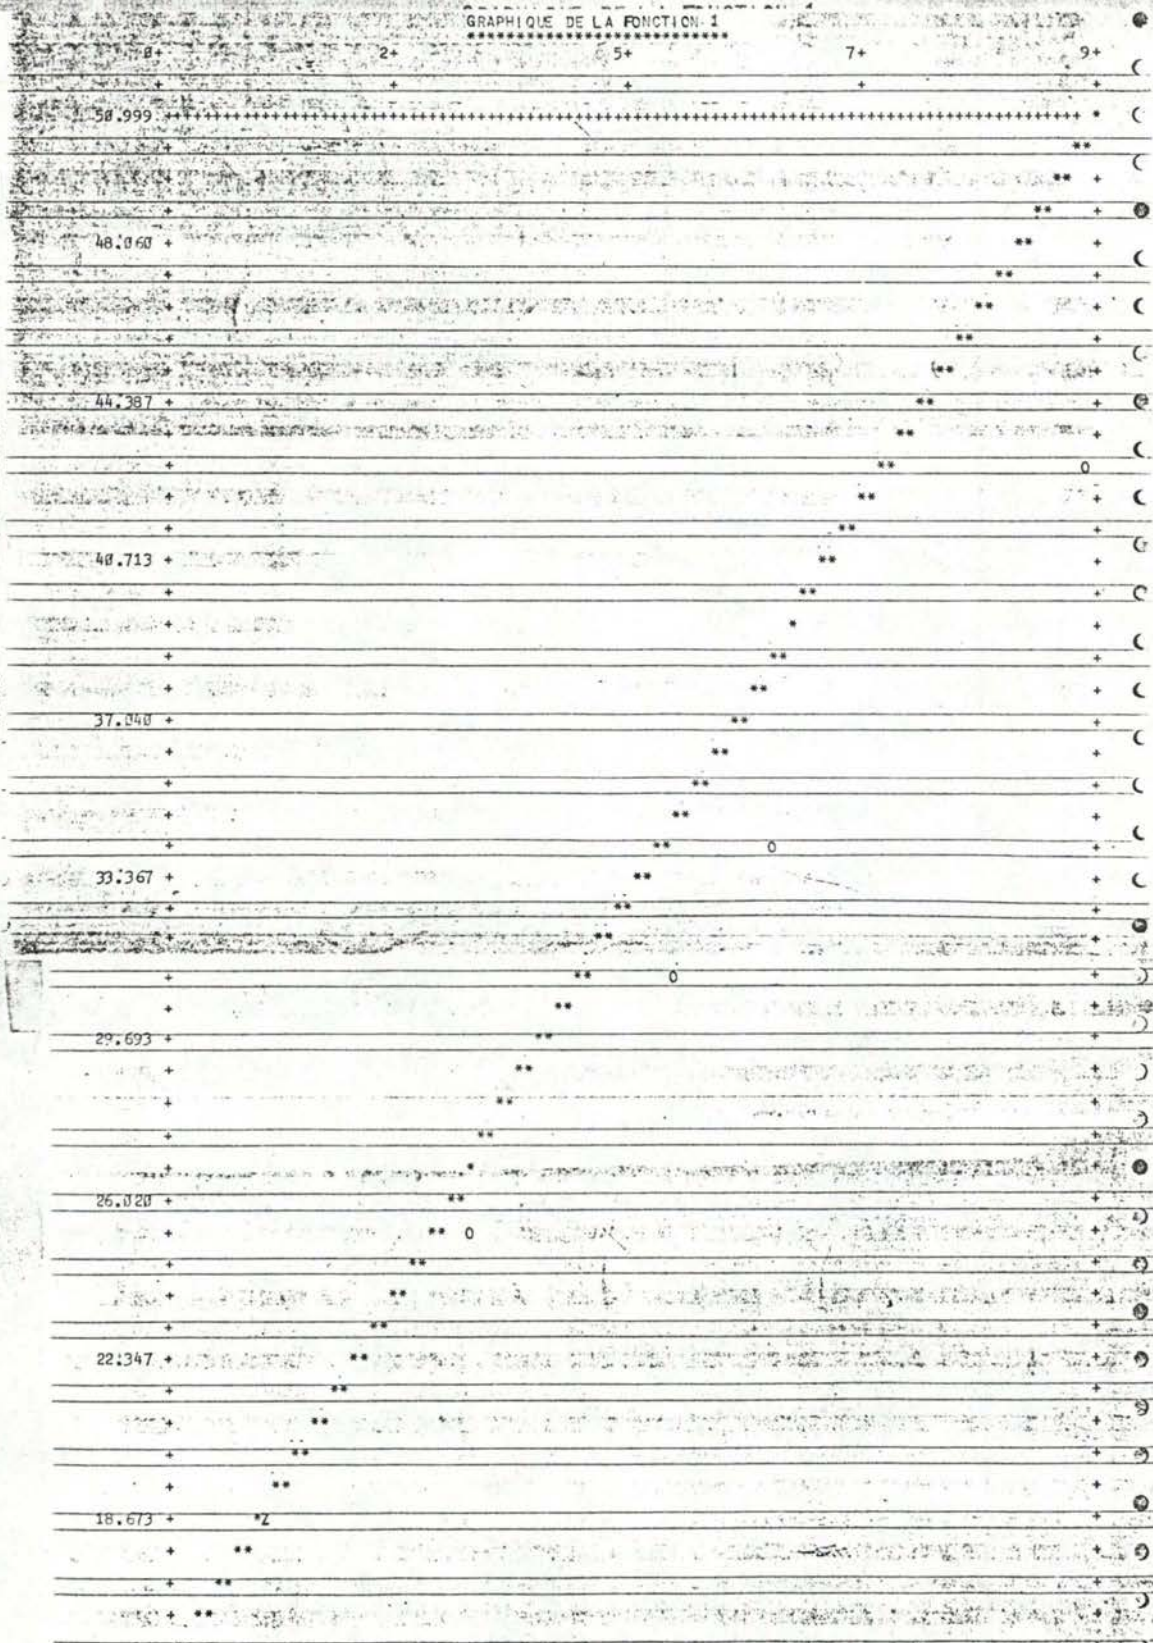 GRAPHIQUE DE LA FONCTION 1
***************************
0+ 2+ 5+ 7+ 9+
+ + + + +
50.999 +++++++++++++++++++++++++++++++++++++++++++++++++++++++++++++++++++++++++++++++++++++++++++ *
+ **
+ ** +
+ ** +
48.060 + ** +
+ ** +
+ ** +
+ ** +
+ ** +
44.387 + ** +
+ ** +
+ ** O
+ ** +
+ ** +
40.713 + ** +
+ ** +
+ * +
+ ** +
+ ** +
37.040 + ** +
+ ** +
+ ** +
+ ** +
+ ** O +
33.367 + ** +
+ ** +
+ ** +
+ ** O +
+ ** +
29.693 + ** +
+ ** +
+ ** +
+ ** +
+ * +
26.020 + ** +
+ ** O +
+ ** +
+ ** +
+ ** +
22.347 + ** +
+ ** +
+ ** +
+ ** +
+ ** +
18.673 + *Z +
+ ** +
+ ** +
+ ** +